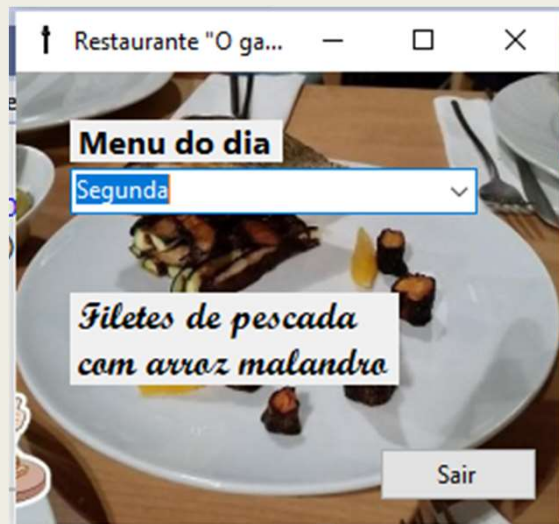 Restaurante "O ga...
Menu do dia
Segunda
Filetes de pescada
com arroz malandro
Sair